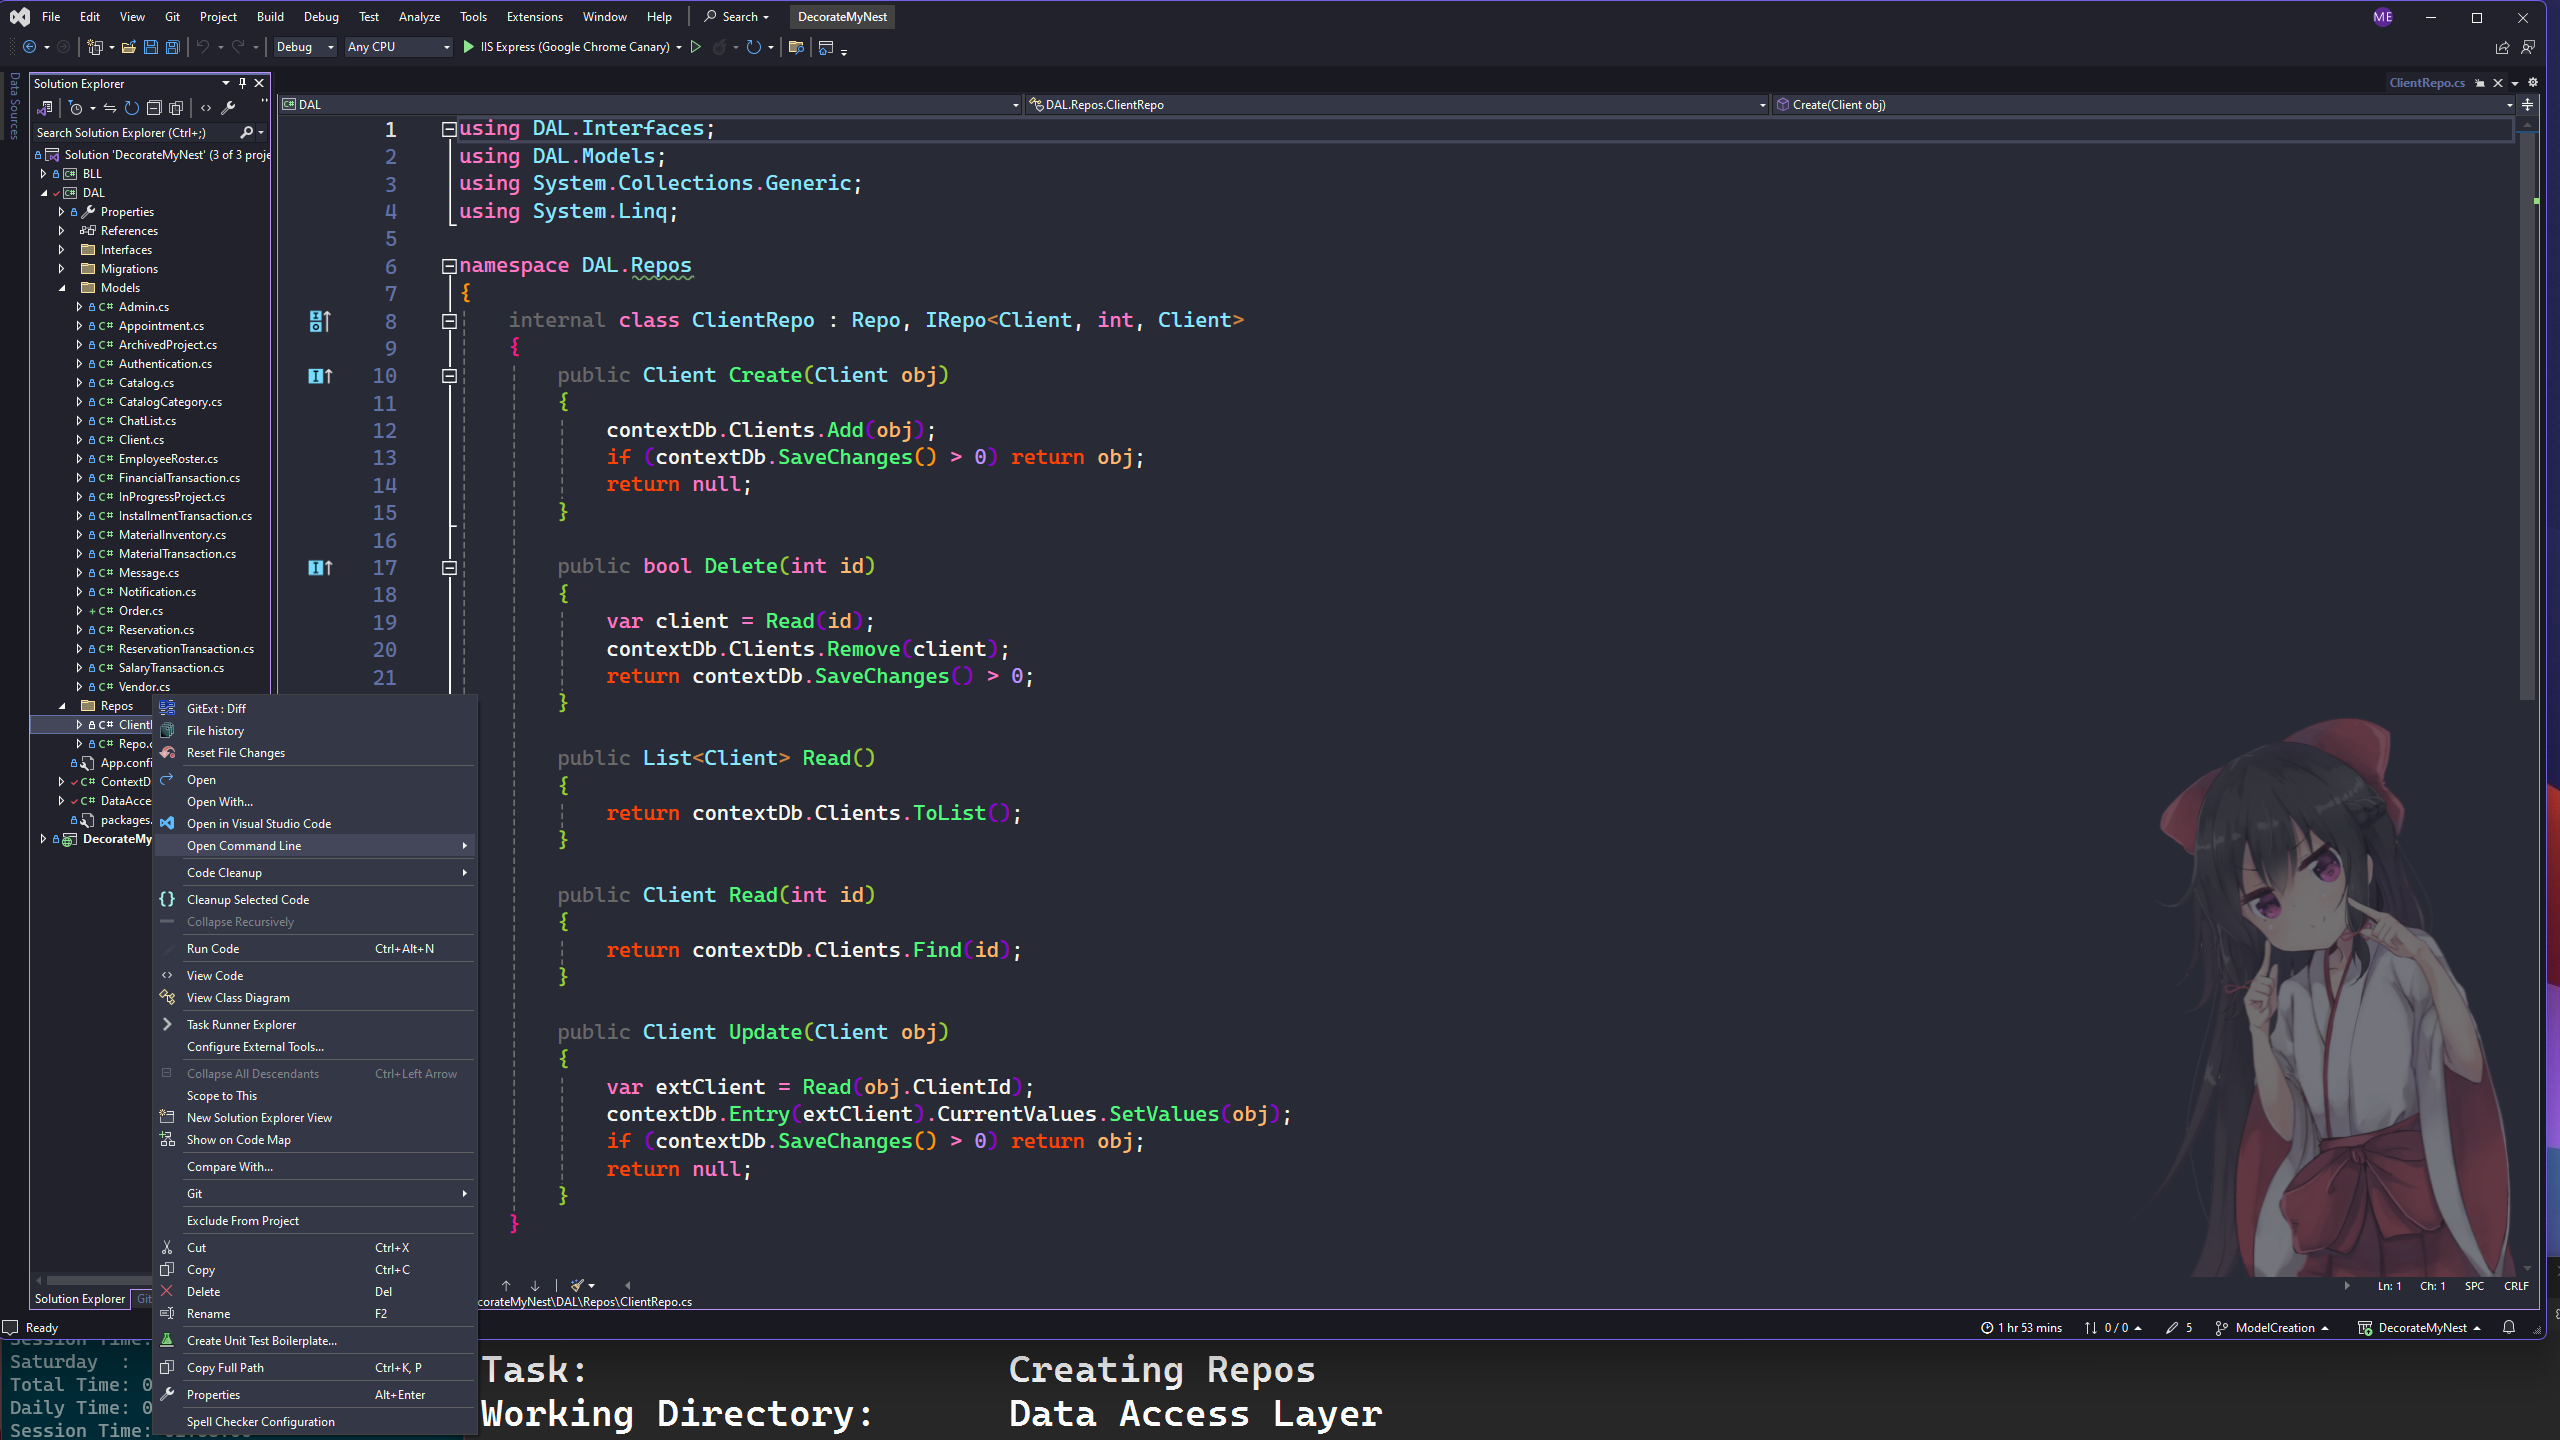 File Edit View Git Project Build Debug Test Analyze Tools Extensions Window Help Search DecorateMyNest ME
Debug Any CPU IIS Express (Google Chrome Canary)
Data Sources
Solution Explorer
Search Solution Explorer (Ctrl+;)
Solution 'DecorateMyNest' (3 of 3 proje
BLL
DAL
Properties
References
Interfaces
Migrations
Models
Admin.cs
Appointment.cs
ArchivedProject.cs
Authentication.cs
Catalog.cs
CatalogCategory.cs
ChatList.cs
Client.cs
EmployeeRoster.cs
FinancialTransaction.cs
InProgressProject.cs
InstallmentTransaction.cs
MaterialInventory.cs
MaterialTransaction.cs
Message.cs
Notification.cs
Order.cs
Reservation.cs
ReservationTransaction.cs
SalaryTransaction.cs
Vendor.cs
Repos
Client
Repo.c
App.confi
ContextD
DataAcce
packages.
DecorateMy
Solution Explorer Git
GitExt : Diff
File history
Reset File Changes
Open
Open With...
Open in Visual Studio Code
Open Command Line
Code Cleanup
Cleanup Selected Code
Collapse Recursively
Run Code Ctrl+Alt+N
View Code
View Class Diagram
Task Runner Explorer
Configure External Tools...
Collapse All Descendants Ctrl+Left Arrow
Scope to This
New Solution Explorer View
Show on Code Map
Compare With...
Git
Exclude From Project
Cut Ctrl+X
Copy Ctrl+C
Delete Del
Rename F2
Create Unit Test Boilerplate...
Copy Full Path Ctrl+K, P
Properties Alt+Enter
Spell Checker Configuration
ClientRepo.cs
DAL DAL.Repos.ClientRepo Create(Client obj)
1 using DAL.Interfaces;
2 using DAL.Models;
3 using System.Collections.Generic;
4 using System.Linq;
5
6 namespace DAL.Repos
7 {
8 internal class ClientRepo : Repo, IRepo<Client, int, Client>
9 {
10 public Client Create(Client obj)
11 {
12 contextDb.Clients.Add(obj);
13 if (contextDb.SaveChanges() > 0) return obj;
14 return null;
15 }
16
17 public bool Delete(int id)
18 {
19 var client = Read(id);
20 contextDb.Clients.Remove(client);
21 return contextDb.SaveChanges() > 0;
}
public List<Client> Read()
{
return contextDb.Clients.ToList();
}
public Client Read(int id)
{
return contextDb.Clients.Find(id);
}
public Client Update(Client obj)
{
var extClient = Read(obj.ClientId);
contextDb.Entry(extClient).CurrentValues.SetValues(obj);
if (contextDb.SaveChanges() > 0) return obj;
return null;
}
}
Ln: 1 Ch: 1 SPC CRLF
corateMyNest\DAL\Repos\ClientRepo.cs
Ready 1 hr 53 mins 0 / 0 5 ModelCreation DecorateMyNest
Session Time:
Saturday :
Total Time: 0
Daily Time: 0
Session Time:
Task: Creating Repos
Working Directory: Data Access Layer